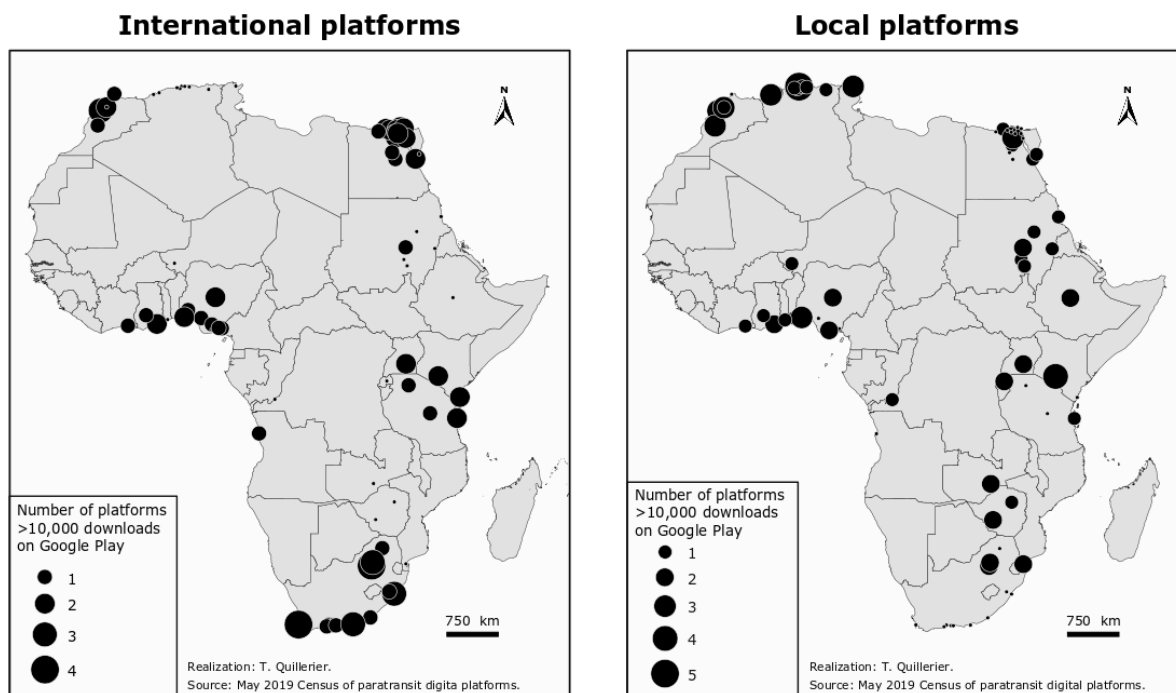 International platforms
N
Number of platforms
>10,000 downloads
on Google Play
1
2
3
4
750 km
Realization: T. Quillerier.
Source: May 2019 Census of paratransit digita platforms.
Local platforms
N
Number of platforms
>10,000 downloads
on Google Play
1
2
3
4
5
750 km
Realization: T. Quillerier.
Source: May 2019 Census of paratransit digital platforms.